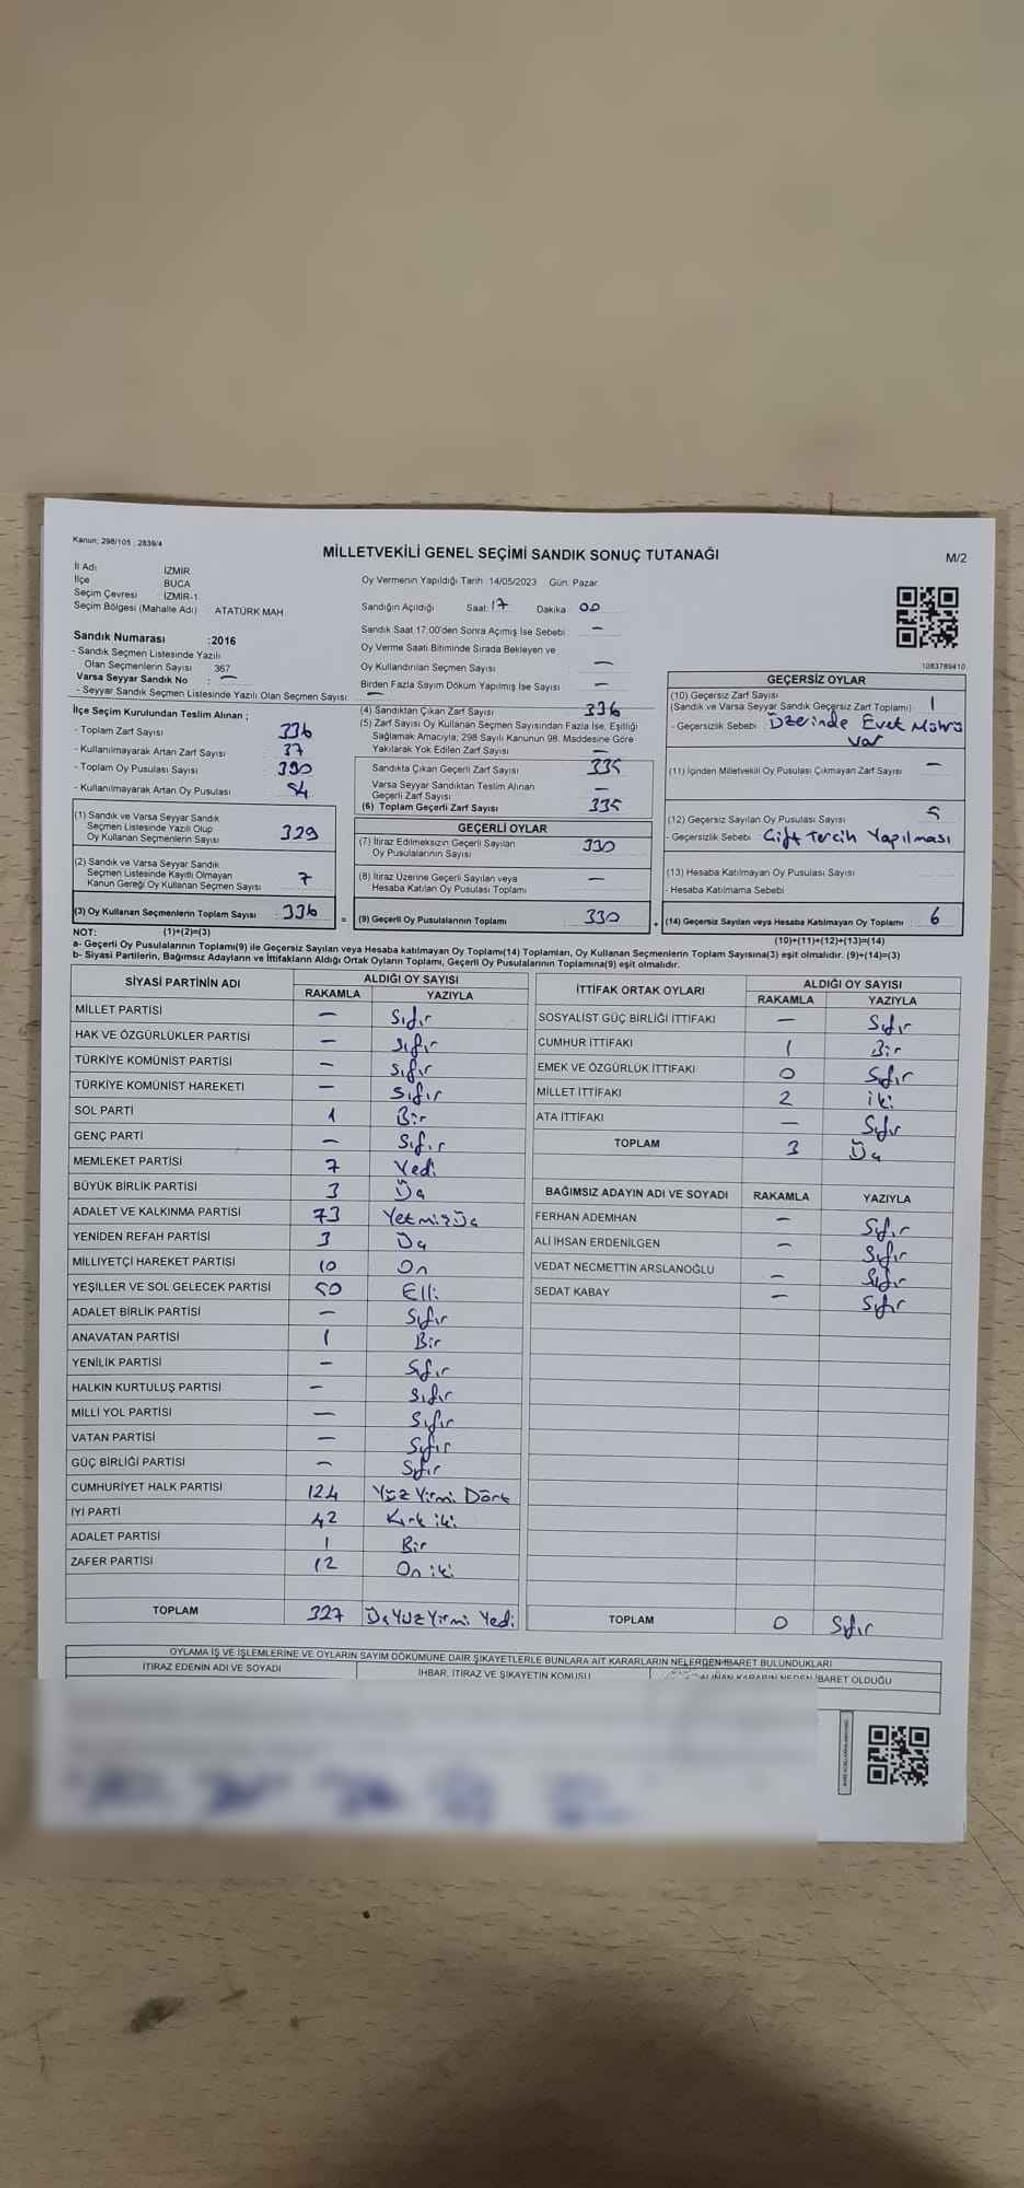 Kanun: 298/105 , 2839/4
MİLLETVEKİLİ GENEL SEÇİMİ SANDIK SONUÇ TUTANAĞI
M/2
İl Adı İZMİR
İlçe BUCA
Seçim Çevresi : İZMİR-1
Seçim Bölgesi (Mahalle Adı) ATATÜRK MAH.
Sandık Numarası :2016
- Sandık Seçmen Listesinde Yazılı
Olan Seçmenlerin Sayısı 367
Varsa Seyyar Sandık No : —
- Seyyar Sandık Seçmen Listesinde Yazılı Olan Seçmen Sayısı: —
Oy Vermenin Yapıldığı Tarih :14/05/2023 Gün: Pazar
Sandığın Açıldığı Saat: 17 Dakika: 00
Sandık Saat 17:00'den Sonra Açımış İse Sebebi : —
Oy Verme Saati Bitiminde Sırada Bekleyen ve
Oy Kullandırılan Seçmen Sayısı —
Birden Fazla Sayım Döküm Yapılmış İse Sayısı —
1083789410
İlçe Seçim Kurulundan Teslim Alınan ;
- Toplam Zarf Sayısı 336
- Kullanılmayarak Artan Zarf Sayısı 37
- Toplam Oy Pusulası Sayısı 390
- Kullanılmayarak Artan Oy Pusulası 54
(1) Sandık ve Varsa Seyyar Sandık
Seçmen Listesinde Yazılı Olup
Oy Kullanan Seçmenlerin Sayısı 329
(2) Sandık ve Varsa Seyyar Sandık
Seçmen Listesinde Kayıtlı Olmayan
Kanun Gereği Oy Kullanan Seçmen Sayısı 7
(3) Oy Kullanan Seçmenlerin Toplam Sayısı 336
(4) Sandıktan Çıkan Zarf Sayısı 336
(5) Zarf Sayısı Oy Kullanan Seçmen Sayısından Fazla İse, Eşitliği
Sağlamak Amacıyla; 298 Sayılı Kanunun 98. Maddesine Göre
Yakılarak Yok Edilen Zarf Sayısı —
Sandıkta Çıkan Geçerli Zarf Sayısı 335
Varsa Seyyar Sandıktan Teslim Alınan
Geçerli Zarf Sayısı —
(6) Toplam Geçerli Zarf Sayısı 335
GEÇERLİ OYLAR
(7) İtiraz Edilmeksizin Geçerli Sayılan
Oy Pusulalarının Sayısı 330
(8) İtiraz Üzerine Geçerli Sayılan veya
Hesaba Katılan Oy Pusulası Toplamı —
= (9) Geçerli Oy Pusulalarının Toplamı 330
GEÇERSİZ OYLAR
(10) Geçersiz Zarf Sayısı
(Sandık ve Varsa Seyyar Sandık Geçersiz Zarf Toplamı) 1
- Geçersizlik Sebebi : Üzerinde Evet Mührü
var
(11) İçinden Milletvekili Oy Pusulası Çıkmayan Zarf Sayısı —
(12) Geçersiz Sayılan Oy Pusulası Sayısı 5
- Geçersizlik Sebebi Çift Tercih Yapılması
(13) Hesaba Katılmayan Oy Pusulası Sayısı
- Hesaba Katılmama Sebebi
+ (14) Geçersiz Sayılan veya Hesaba Katılmayan Oy Toplamı 6
NOT: (1)+(2)=(3)
(10)+(11)+(12)+(13)=(14)
a- Geçerli Oy Pusulalarının Toplamı(9) ile Geçersiz Sayılan veya Hesaba katılmayan Oy Toplamı(14) Toplamları, Oy Kullanan Seçmenlerin Toplam Sayısına(3) eşit olmalıdır. (9)+(14)=(3)
b- Siyasi Partilerin, Bağımsız Adayların ve İttifakların Aldığı Ortak Oyların Toplamı, Geçerli Oy Pusulalarının Toplamına(9) eşit olmalıdır.
SİYASİ PARTİNİN ADI ALDIĞI OY SAYISI
RAKAMLA YAZIYLA
MİLLET PARTİSİ — Sıfır
HAK VE ÖZGÜRLÜKLER PARTİSİ — Sıfır
TÜRKİYE KOMÜNİST PARTİSİ — Sıfır
TÜRKİYE KOMÜNİST HAREKETİ — Sıfır
SOL PARTİ 1 Bir
GENÇ PARTİ — Sıfır
MEMLEKET PARTİSİ 7 Yedi
BÜYÜK BİRLİK PARTİSİ 3 Üç
ADALET VE KALKINMA PARTİSİ 73 Yetmişüç
YENİDEN REFAH PARTİSİ 3 Üç
MİLLİYETÇİ HAREKET PARTİSİ 10 On
YEŞİLLER VE SOL GELECEK PARTİSİ 50 Elli
ADALET BİRLİK PARTİSİ — Sıfır
ANAVATAN PARTİSİ 1 Bir
YENİLİK PARTİSİ — Sıfır
HALKIN KURTULUŞ PARTİSİ — Sıfır
MİLLİ YOL PARTİSİ — Sıfır
VATAN PARTİSİ — Sıfır
GÜÇ BİRLİĞİ PARTİSİ — Sıfır
CUMHURİYET HALK PARTİSİ 124 Yüz Yirmi Dört
İYİ PARTİ 42 Kırk iki
ADALET PARTİSİ 1 Bir
ZAFER PARTİSİ 12 On iki
TOPLAM 327 Üç Yüz Yirmi Yedi
İTTİFAK ORTAK OYLARI ALDIĞI OY SAYISI
RAKAMLA YAZIYLA
SOSYALİST GÜÇ BİRLİĞİ İTTİFAKI — Sıfır
CUMHUR İTTİFAKI 1 Bir
EMEK VE ÖZGÜRLÜK İTTİFAKI 0 Sıfır
MİLLET İTTİFAKI 2 iki
ATA İTTİFAKI — Sıfır
TOPLAM 3 Üç
BAĞIMSIZ ADAYIN ADI VE SOYADI RAKAMLA YAZIYLA
FERHAN ADEMHAN — Sıfır
ALİ İHSAN ERDENİLGEN — Sıfır
VEDAT NECMETTİN ARSLANOĞLU — Sıfır
SEDAT KABAY — Sıfır
TOPLAM 0 Sıfır
OYLAMA İŞ VE İŞLEMLERİNE VE OYLARIN SAYIM DÖKÜMÜNE DAİR ŞİKAYETLERLE BUNLARA AİT KARARLARIN NELERDEN İBARET BULUNDUKLARI
İTİRAZ EDENİN ADI VE SOYADI İHBAR, İTİRAZ VE ŞİKAYETİN KONUSU ALINAN KARARIN NEDEN İBARET OLDUĞU